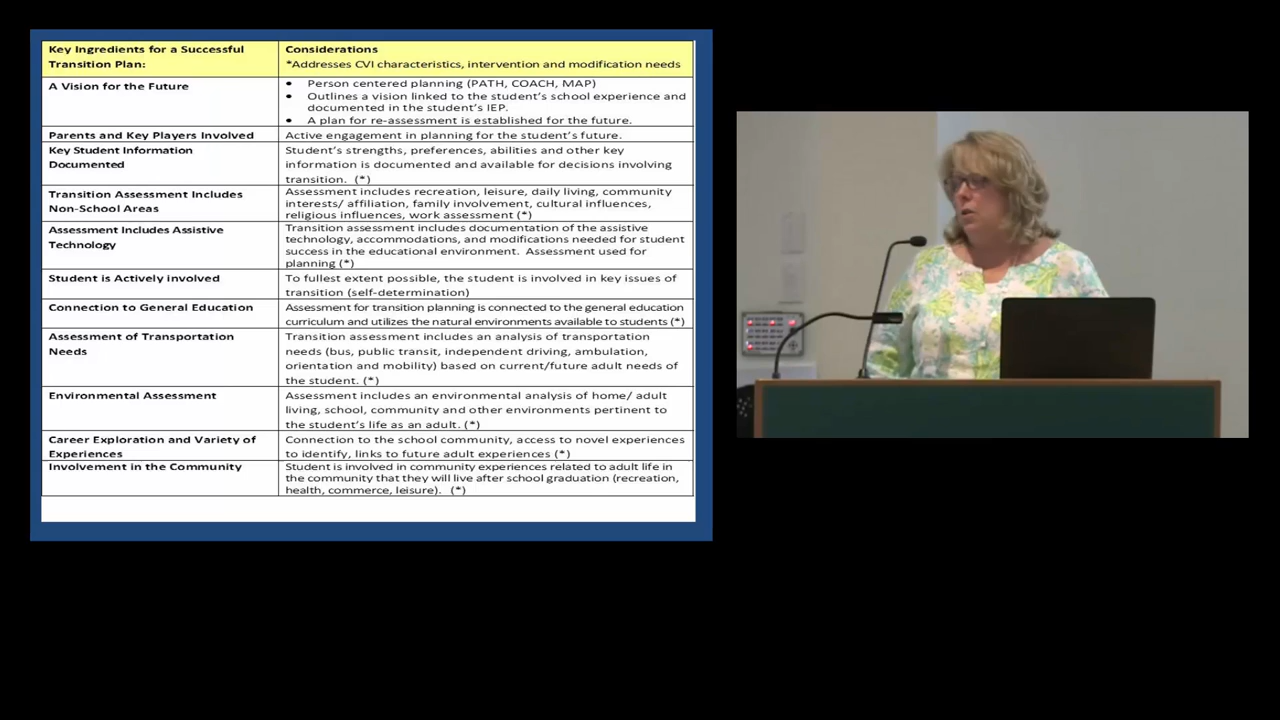 Key Ingredients for a Successful
Transition Plan:
Considerations
*Addresses CVI characteristics, intervention and modification needs
A Vision for the Future
• Person centered planning (PATH, COACH, MAP)
• Outlines a vision linked to the student's school experience and
documented in the student's IEP.
• A plan for re-assessment is established for the future.
Parents and Key Players Involved
Active engagement in planning for the student's future.
Key Student Information
Documented
Student's strengths, preferences, abilities and other key
information is documented and available for decisions involving
transition. (*)
Transition Assessment Includes
Non-School Areas
Assessment includes recreation, leisure, daily living, community
interests/ affiliation, family involvement, cultural influences,
religious influences, work assessment (*)
Assessment Includes Assistive
Technology
Transition assessment includes documentation of the assistive
technology, accommodations, and modifications needed for student
success in the educational environment. Assessment used for
planning (*)
Student is Actively involved
To fullest extent possible, the student is involved in key issues of
transition (self-determination)
Connection to General Education
Assessment for transition planning is connected to the general education
curriculum and utilizes the natural environments available to students (*)
Assessment of Transportation
Needs
Transition assessment includes an analysis of transportation
needs (bus, public transit, independent driving, ambulation,
orientation and mobility) based on current/future adult needs of
the student. (*)
Environmental Assessment
Assessment includes an environmental analysis of home/ adult
living, school, community and other environments pertinent to
the student's life as an adult. (*)
Career Exploration and Variety of
Experiences
Connection to the school community, access to novel experiences
to identify, links to future adult experiences (*)
Involvement in the Community
Student is involved in community experiences related to adult life in
the community that they will live after school graduation (recreation,
health, commerce, leisure). (*)